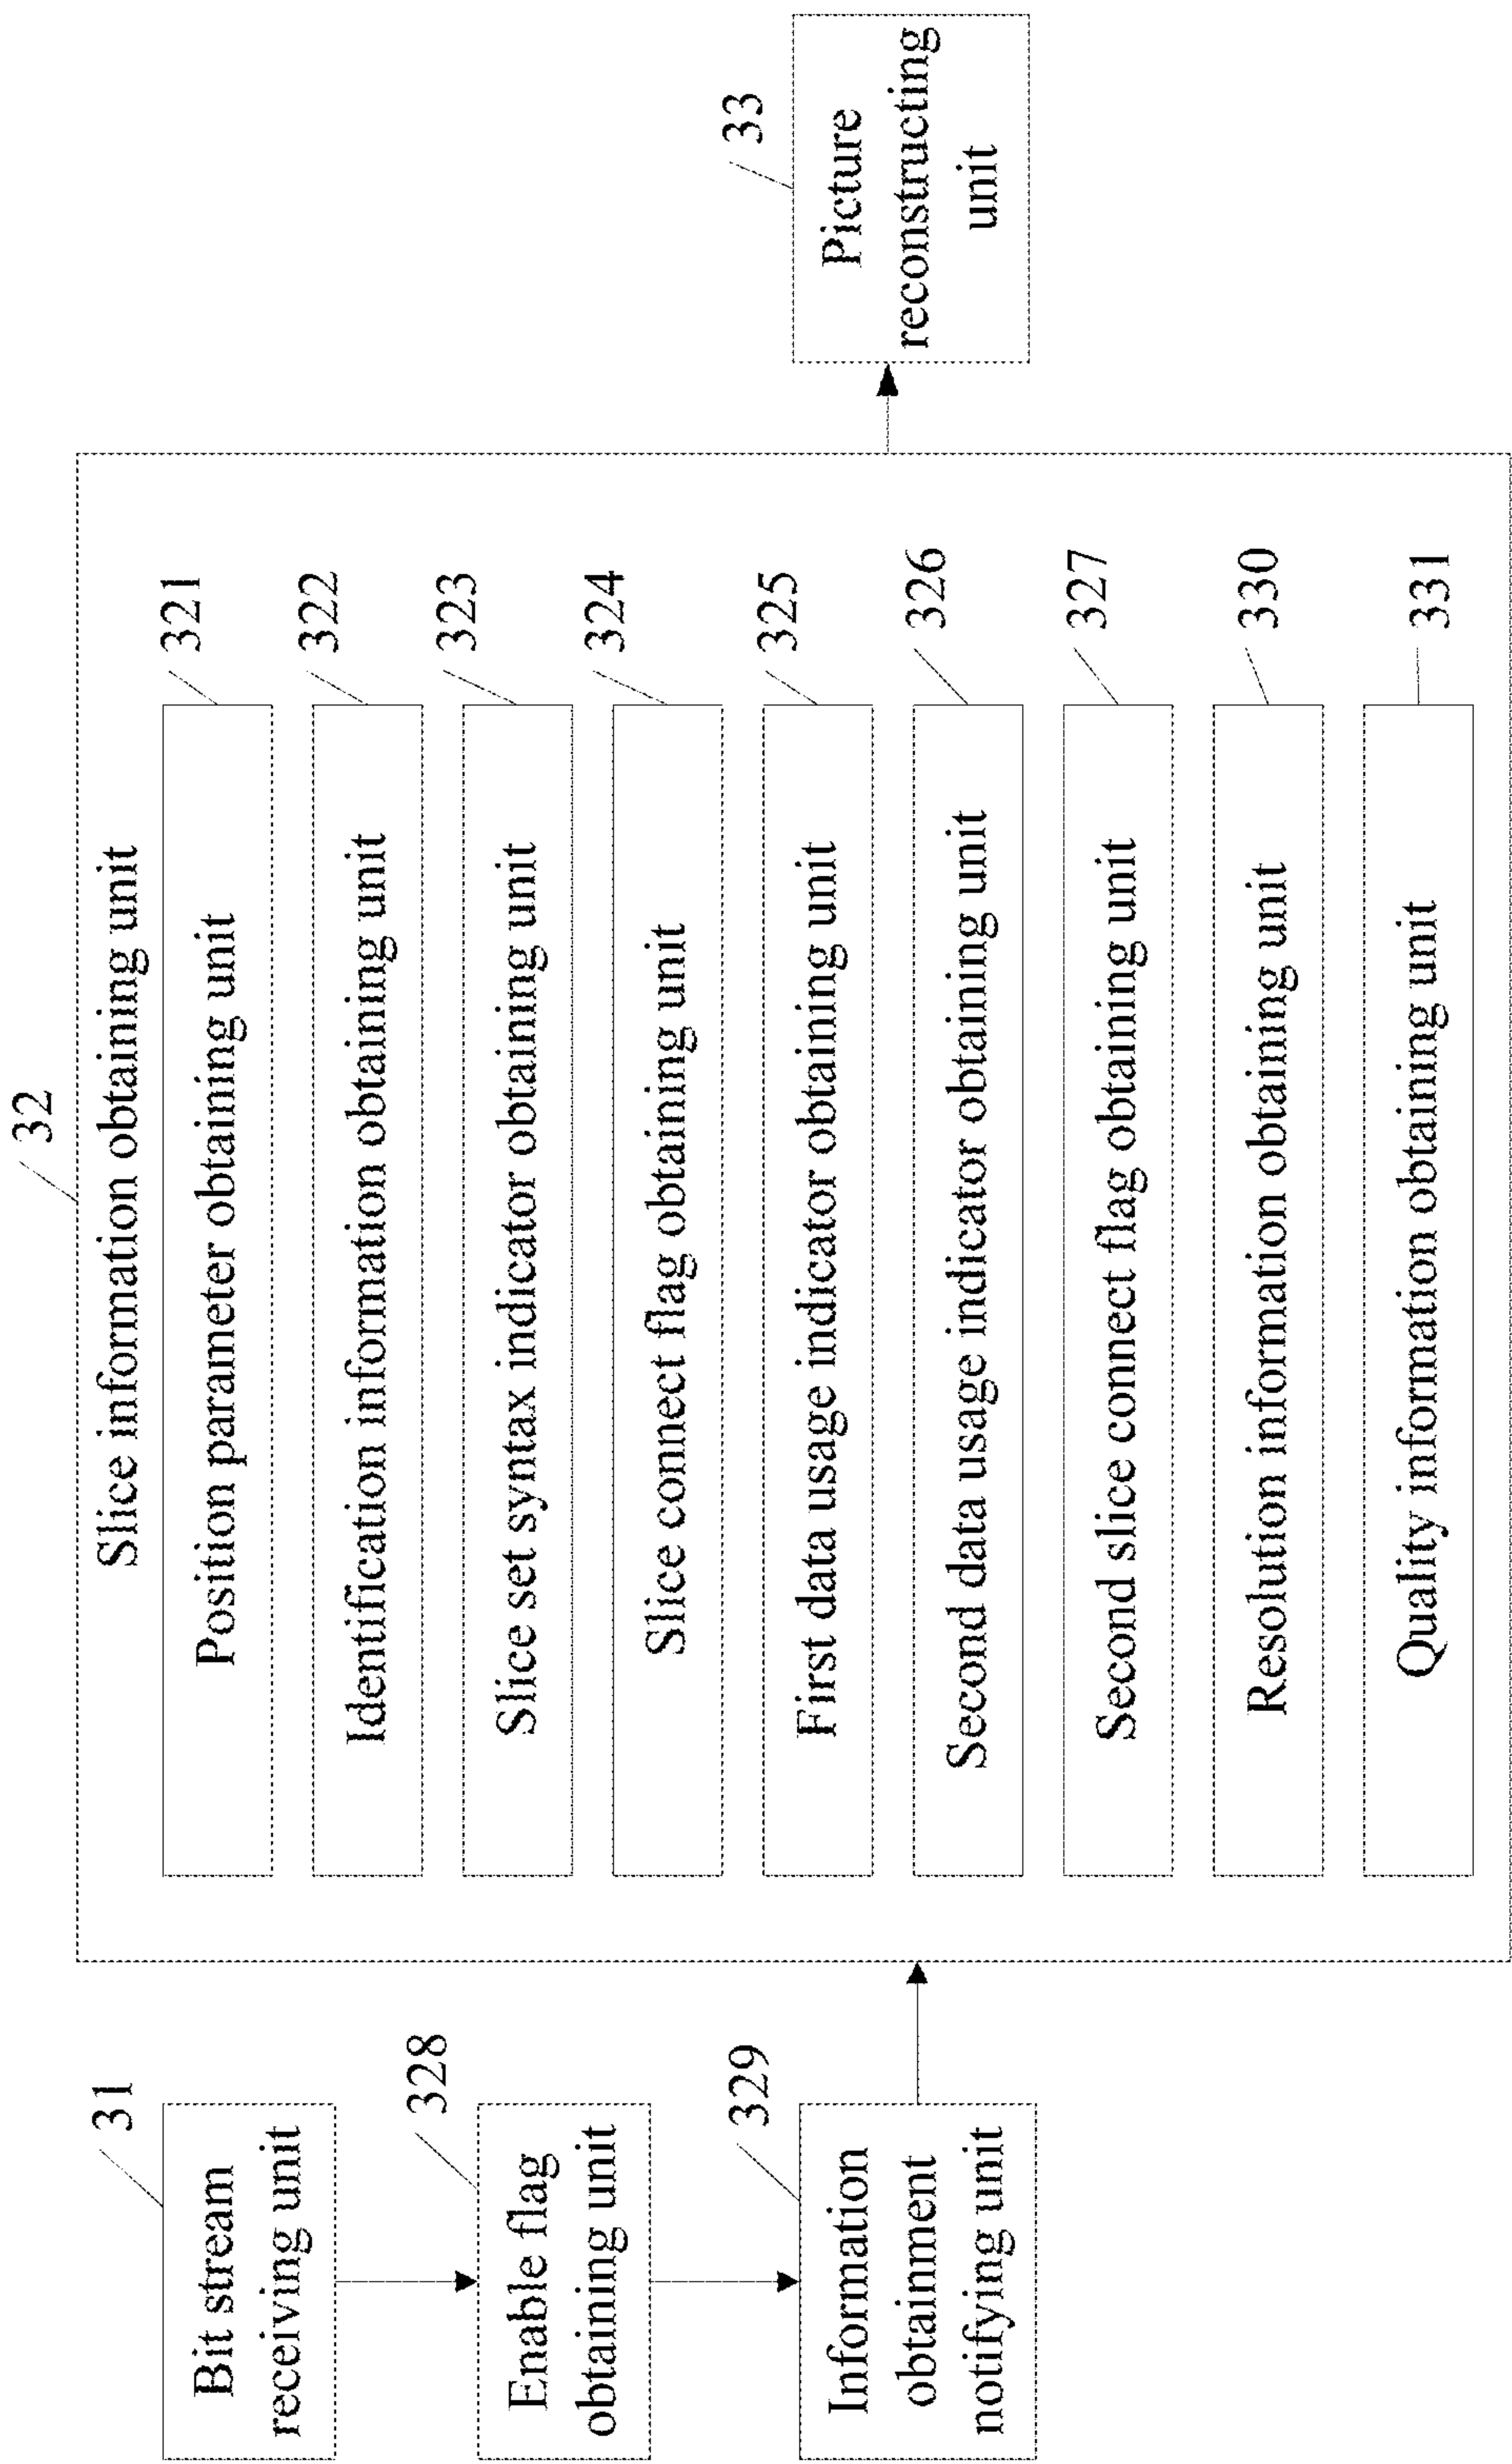 31
Bit stream
receiving unit
328
Enable flag
obtaining unit
329
Information
obtainment
notifying unit
32
Slice information obtaining unit
Position parameter obtaining unit
321
Identification information obtaining unit
322
Slice set syntax indicator obtaining unit
323
Slice connect flag obtaining unit
324
First data usage indicator obtaining unit
325
Second data usage indicator obtaining unit
326
Second slice connect flag obtaining unit
327
Resolution information obtaining unit
330
Quality information obtaining unit
331
33
Picture
reconstructing
unit